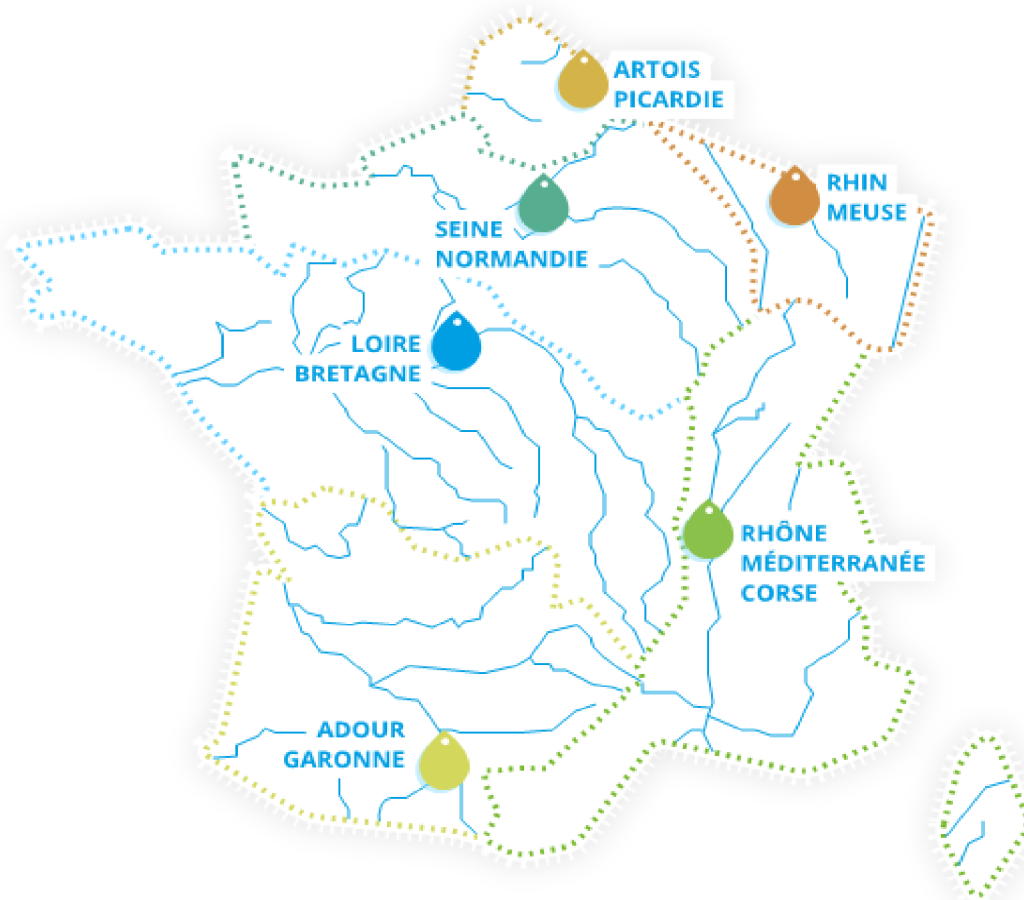 ARTOIS
PICARDIE
RHIN
MEUSE
SEINE
NORMANDIE
LOIRE
BRETAGNE
RHÔNE
MÉDITERRANÉE
CORSE
ADOUR
GARONNE